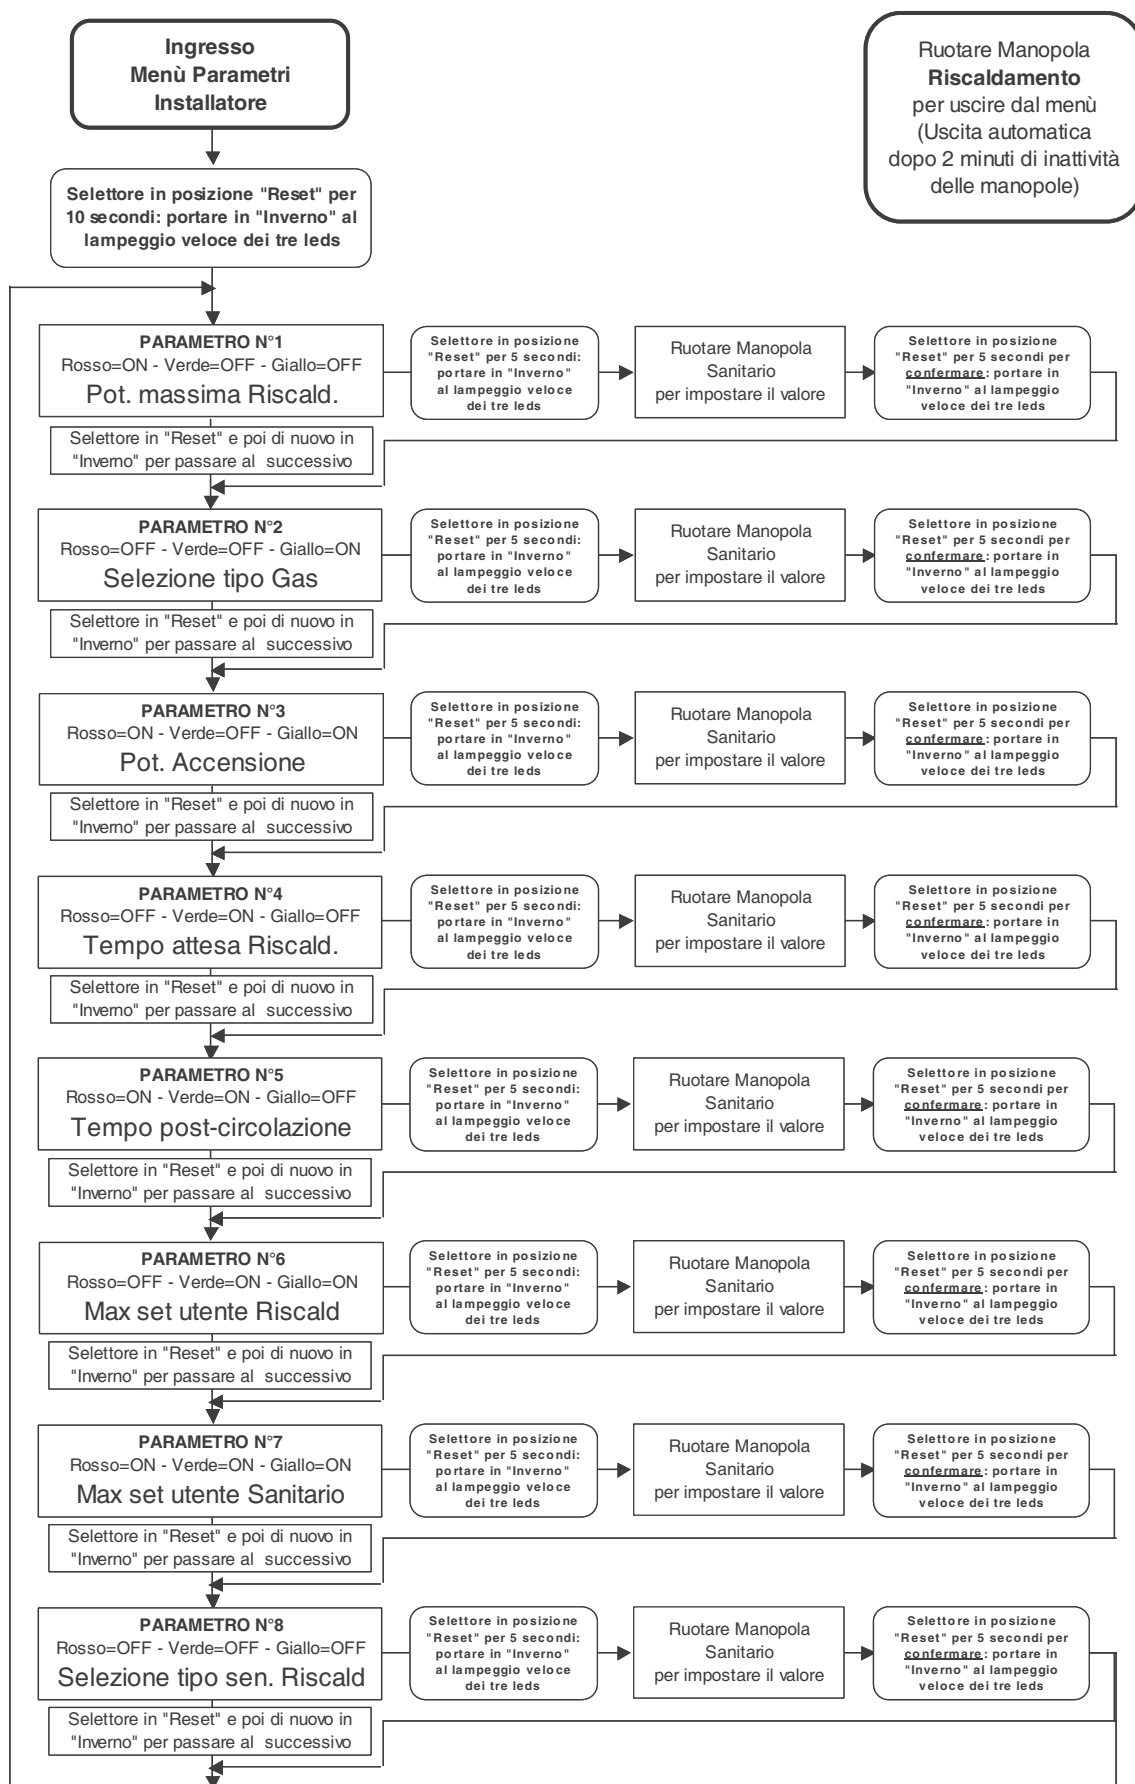 Ingresso
Menù Parametri
Installatore
Ruotare Manopola
Riscaldamento
per uscire dal menù
(Uscita automatica
dopo 2 minuti di inattività
delle manopole)
Selettore in posizione "Reset" per
10 secondi: portare in "Inverno" al
lampeggio veloce dei tre leds
PARAMETRO N°1
Rosso=ON - Verde=OFF - Giallo=OFF
Pot. massima Riscald.
Selettore in posizione
"Reset" per 5 secondi:
portare in "Inverno"
al lampeggio veloce
dei tre leds
Ruotare Manopola
Sanitario
per impostare il valore
Selettore in posizione
"Reset" per 5 secondi per
confermare: portare in
"Inverno" al lampeggio
veloce dei tre leds
Selettore in "Reset" e poi di nuovo in
"Inverno" per passare al successivo
PARAMETRO N°2
Rosso=OFF - Verde=OFF - Giallo=ON
Selezione tipo Gas
Selettore in posizione
"Reset" per 5 secondi:
portare in "Inverno"
al lampeggio veloce
dei tre leds
Ruotare Manopola
Sanitario
per impostare il valore
Selettore in posizione
"Reset" per 5 secondi per
confermare: portare in
"Inverno" al lampeggio
veloce dei tre leds
Selettore in "Reset" e poi di nuovo in
"Inverno" per passare al successivo
PARAMETRO N°3
Rosso=ON - Verde=OFF - Giallo=ON
Pot. Accensione
Selettore in posizione
"Reset" per 5 secondi:
portare in "Inverno"
al lampeggio veloce
dei tre leds
Ruotare Manopola
Sanitario
per impostare il valore
Selettore in posizione
"Reset" per 5 secondi per
confermare: portare in
"Inverno" al lampeggio
veloce dei tre leds
Selettore in "Reset" e poi di nuovo in
"Inverno" per passare al successivo
PARAMETRO N°4
Rosso=OFF - Verde=ON - Giallo=OFF
Tempo attesa Riscald.
Selettore in posizione
"Reset" per 5 secondi:
portare in "Inverno"
al lampeggio veloce
dei tre leds
Ruotare Manopola
Sanitario
per impostare il valore
Selettore in posizione
"Reset" per 5 secondi per
confermare: portare in
"Inverno" al lampeggio
veloce dei tre leds
Selettore in "Reset" e poi di nuovo in
"Inverno" per passare al successivo
PARAMETRO N°5
Rosso=ON - Verde=ON - Giallo=OFF
Tempo post-circolazione
Selettore in posizione
"Reset" per 5 secondi:
portare in "Inverno"
al lampeggio veloce
dei tre leds
Ruotare Manopola
Sanitario
per impostare il valore
Selettore in posizione
"Reset" per 5 secondi per
confermare: portare in
"Inverno" al lampeggio
veloce dei tre leds
Selettore in "Reset" e poi di nuovo in
"Inverno" per passare al successivo
PARAMETRO N°6
Rosso=OFF - Verde=ON - Giallo=ON
Max set utente Riscald
Selettore in posizione
"Reset" per 5 secondi:
portare in "Inverno"
al lampeggio veloce
dei tre leds
Ruotare Manopola
Sanitario
per impostare il valore
Selettore in posizione
"Reset" per 5 secondi per
confermare: portare in
"Inverno" al lampeggio
veloce dei tre leds
Selettore in "Reset" e poi di nuovo in
"Inverno" per passare al successivo
PARAMETRO N°7
Rosso=ON - Verde=ON - Giallo=ON
Max set utente Sanitario
Selettore in posizione
"Reset" per 5 secondi:
portare in "Inverno"
al lampeggio veloce
dei tre leds
Ruotare Manopola
Sanitario
per impostare il valore
Selettore in posizione
"Reset" per 5 secondi per
confermare: portare in
"Inverno" al lampeggio
veloce dei tre leds
Selettore in "Reset" e poi di nuovo in
"Inverno" per passare al successivo
PARAMETRO N°8
Rosso=OFF - Verde=OFF - Giallo=OFF
Selezione tipo sen. Riscald
Selettore in posizione
"Reset" per 5 secondi:
portare in "Inverno"
al lampeggio veloce
dei tre leds
Ruotare Manopola
Sanitario
per impostare il valore
Selettore in posizione
"Reset" per 5 secondi per
confermare: portare in
"Inverno" al lampeggio
veloce dei tre leds
Selettore in "Reset" e poi di nuovo in
"Inverno" per passare al successivo